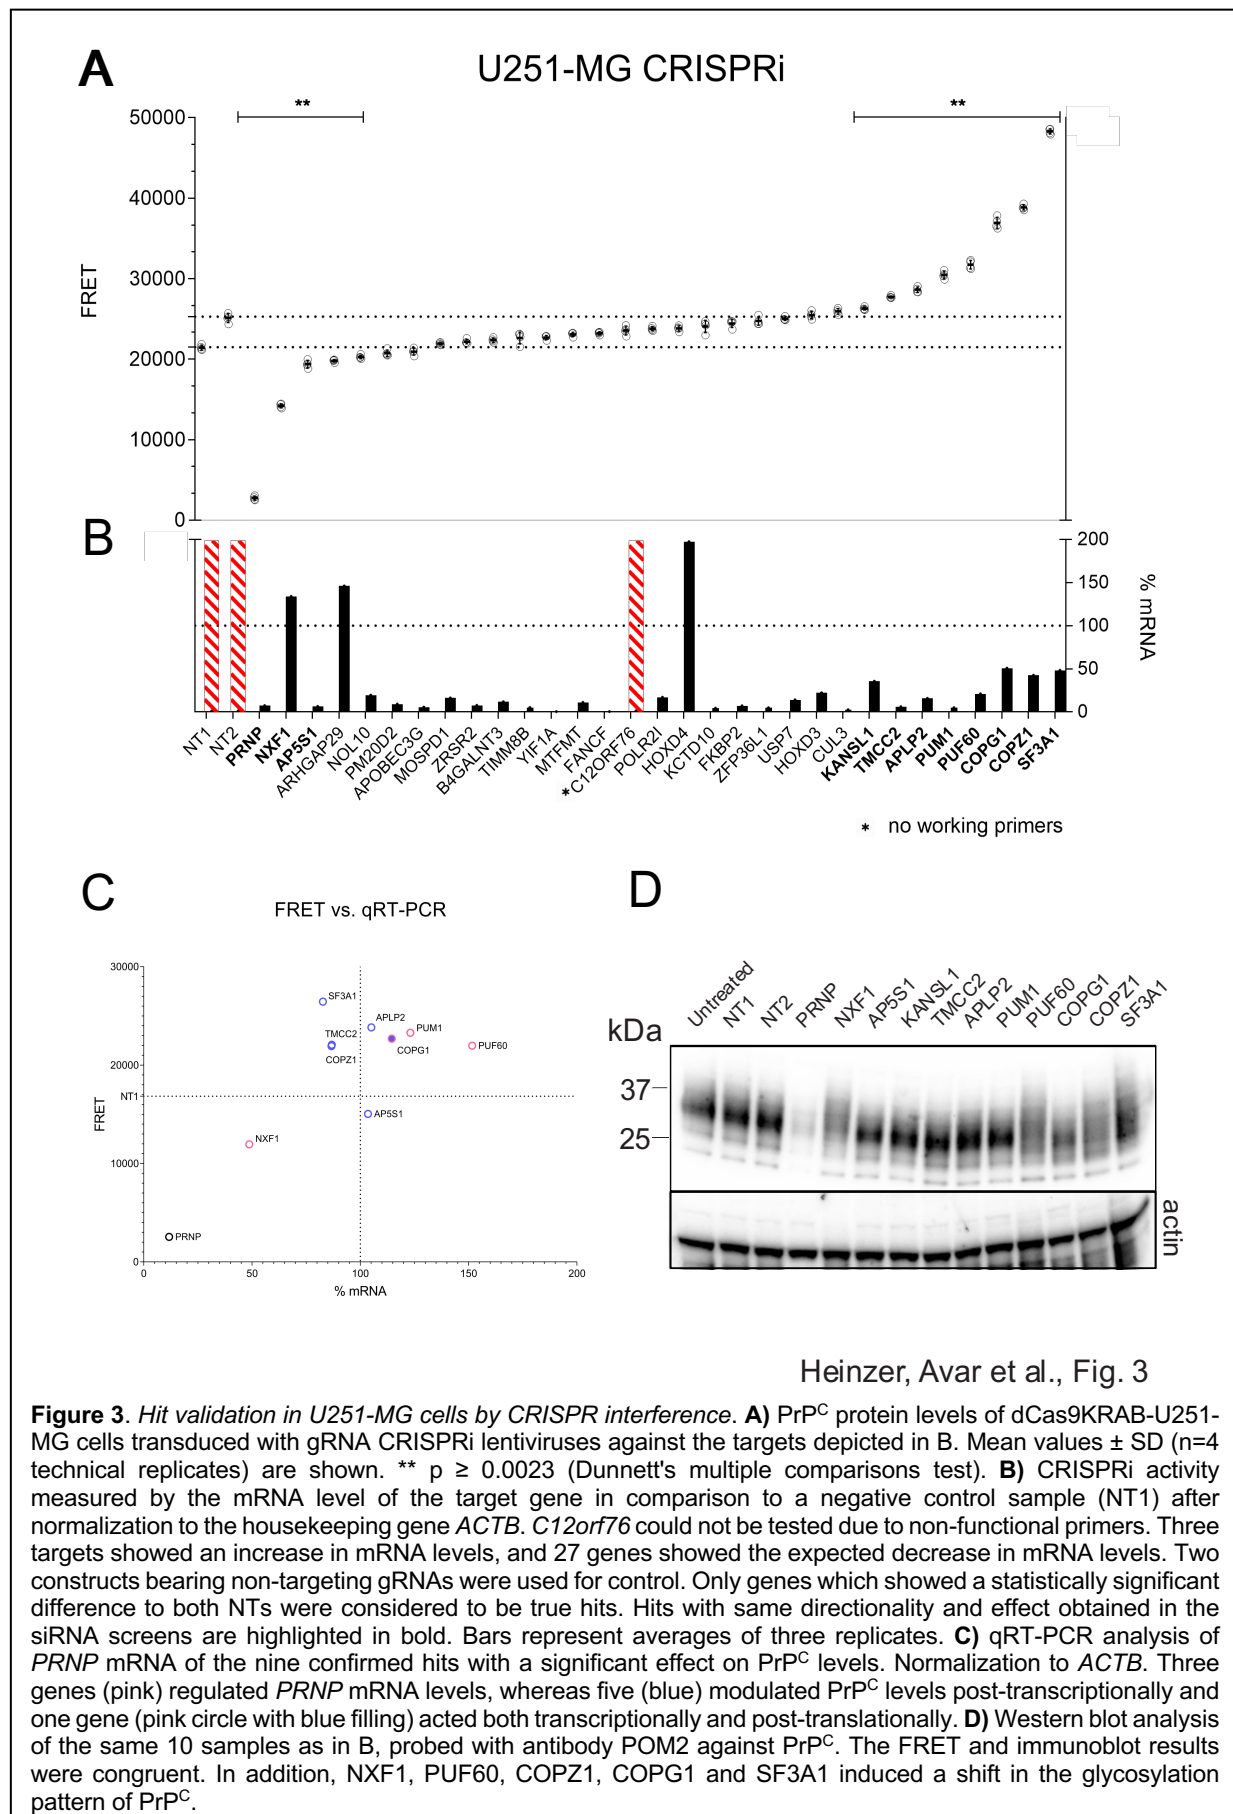 A
U251-MG CRISPRi
**
**
50000
40000
30000
20000
10000
0
FRET
B
200
150
100
50
0
% mRNA
NT1
NT2
PRNP
NXF1
AP5S1
ARHGAP29
NOL10
PM20D2
APOBEC3G
MOSPD1
ZRSR2
B4GALNT3
TIMM8B
YIF1A
MTFMT
FANCF
*C12ORF76
POLR2I
HOXD4
KCTD10
FKBP2
ZFP36L1
USP7
HOXD3
CUL3
KANSL1
TMCC2
APLP2
PUM1
PUF60
COPG1
COPZ1
SF3A1
* no working primers
C
FRET vs. qRT-PCR
30000
20000
NT1
10000
0
FRET
SF3A1
APLP2
TMCC2
PUM1
COPZ1
COPG1
PUF60
AP5S1
NXF1
PRNP
0
50
100
150
200
% mRNA
D
Untreated
NT1
NT2
PRNP
NXF1
AP5S1
KANSL1
TMCC2
APLP2
PUM1
PUF60
COPG1
COPZ1
SF3A1
kDa
37
25
actin
Heinzer, Avar et al., Fig. 3
Figure 3. Hit validation in U251-MG cells by CRISPR interference. A) PrPC protein levels of dCas9KRAB-U251-
MG cells transduced with gRNA CRISPRi lentiviruses against the targets depicted in B. Mean values ± SD (n=4
technical replicates) are shown. ** p ≥ 0.0023 (Dunnett's multiple comparisons test). B) CRISPRi activity
measured by the mRNA level of the target gene in comparison to a negative control sample (NT1) after
normalization to the housekeeping gene ACTB. C12orf76 could not be tested due to non-functional primers. Three
targets showed an increase in mRNA levels, and 27 genes showed the expected decrease in mRNA levels. Two
constructs bearing non-targeting gRNAs were used for control. Only genes which showed a statistically significant
difference to both NTs were considered to be true hits. Hits with same directionality and effect obtained in the
siRNA screens are highlighted in bold. Bars represent averages of three replicates. C) qRT-PCR analysis of
PRNP mRNA of the nine confirmed hits with a significant effect on PrPC levels. Normalization to ACTB. Three
genes (pink) regulated PRNP mRNA levels, whereas five (blue) modulated PrPC levels post-transcriptionally and
one gene (pink circle with blue filling) acted both transcriptionally and post-translationally. D) Western blot analysis
of the same 10 samples as in B, probed with antibody POM2 against PrPC. The FRET and immunoblot results
were congruent. In addition, NXF1, PUF60, COPZ1, COPG1 and SF3A1 induced a shift in the glycosylation
pattern of PrPC.